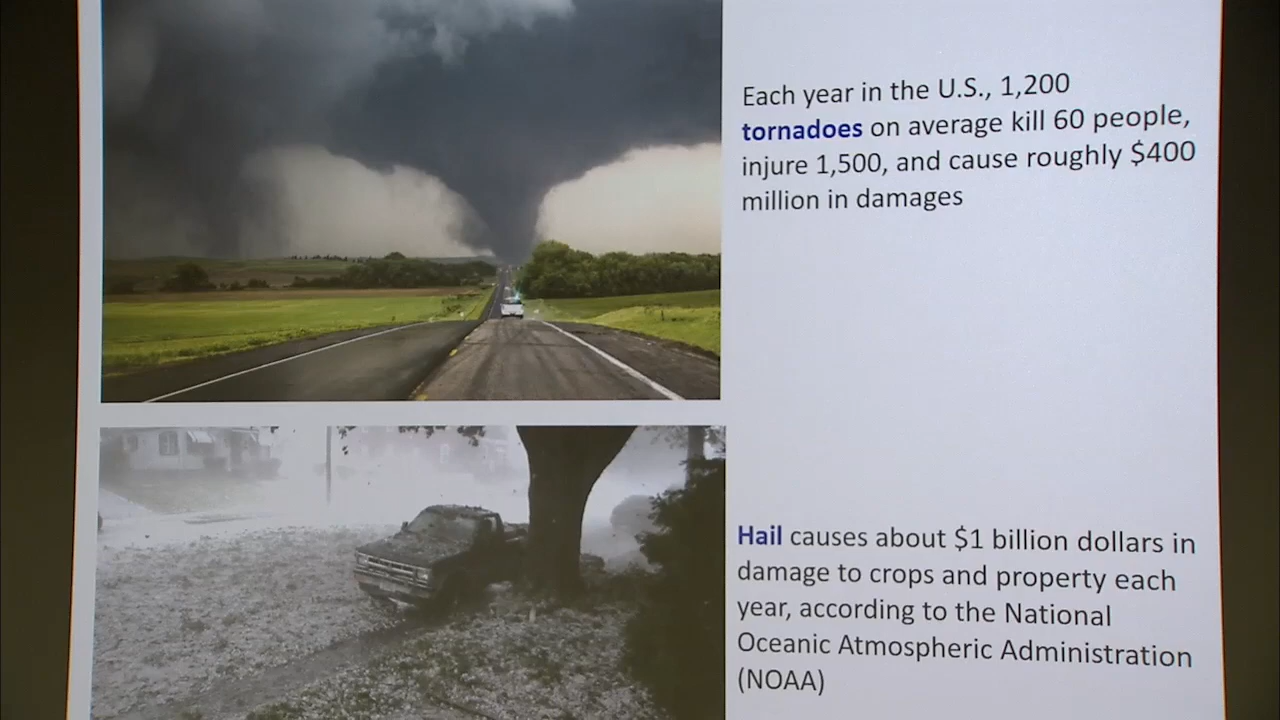 Each year in the U.S., 1,200
tornadoes on average kill 60 people,
injure 1,500, and cause roughly $400
million in damages
Hail causes about $1 billion dollars in
damage to crops and property each
year, according to the National
Oceanic Atmospheric Administration
(NOAA)